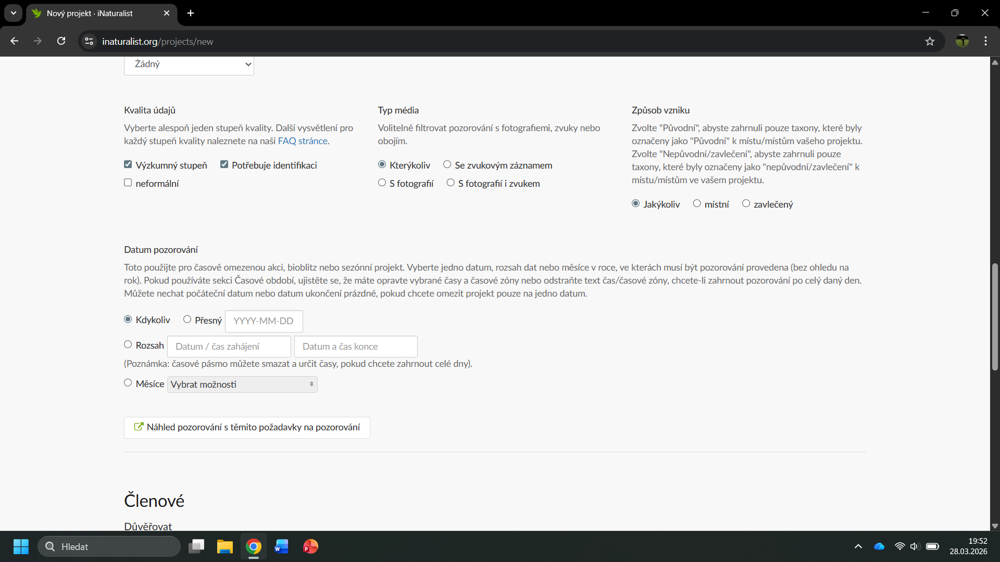 Nový projekt · iNaturalist
inaturalist.org/projects/new
Žádný
Kvalita údajů
Vyberte alespoň jeden stupeň kvality. Další vysvětlení pro
každý stupeň kvality naleznete na naší FAQ stránce.
Výzkumný stupeň Potřebuje identifikaci
neformální
Typ média
Volitelně filtrovat pozorování s fotografiemi, zvuky nebo
obojím.
Kterýkoliv Se zvukovým záznamem
S fotografií S fotografií i zvukem
Způsob vzniku
Zvolte "Původní", abyste zahrnuli pouze taxony, které byly
označeny jako "Původní" k místu/místům vašeho projektu.
Zvolte "Nepůvodní/zavlečení", abyste zahrnuli pouze
taxony, které byly označeny jako "nepůvodní/zavlečení" k
místu/místům ve vašem projektu.
Jakýkoliv místní zavlečený
Datum pozorování
Toto použijte pro časově omezenou akci, bioblitz nebo sezónní projekt. Vyberte jedno datum, rozsah dat nebo měsíce v roce, ve kterách musí být pozorování provedena (bez ohledu na
rok). Pokud používáte sekci Časové období, ujistěte se, že máte opravte vybrané časy a časové zóny nebo odstraňte text čas/časové zóny, chcete-li zahrnout pozorování po celý daný den.
Můžete nechat počáteční datum nebo datum ukončení prázdné, pokud chcete omezit projekt pouze na jedno datum.
Kdykoliv Přesný YYYY-MM-DD
Rozsah Datum / čas zahájení Datum a čas konce
(Poznámka: časové pásmo můžete smazat a určit časy, pokud chcete zahrnout celé dny).
Měsíce Vybrat možnosti
Náhled pozorování s těmito požadavky na pozorování
Členové
Důvěřovat
Hledat
19:52
28.03.2026